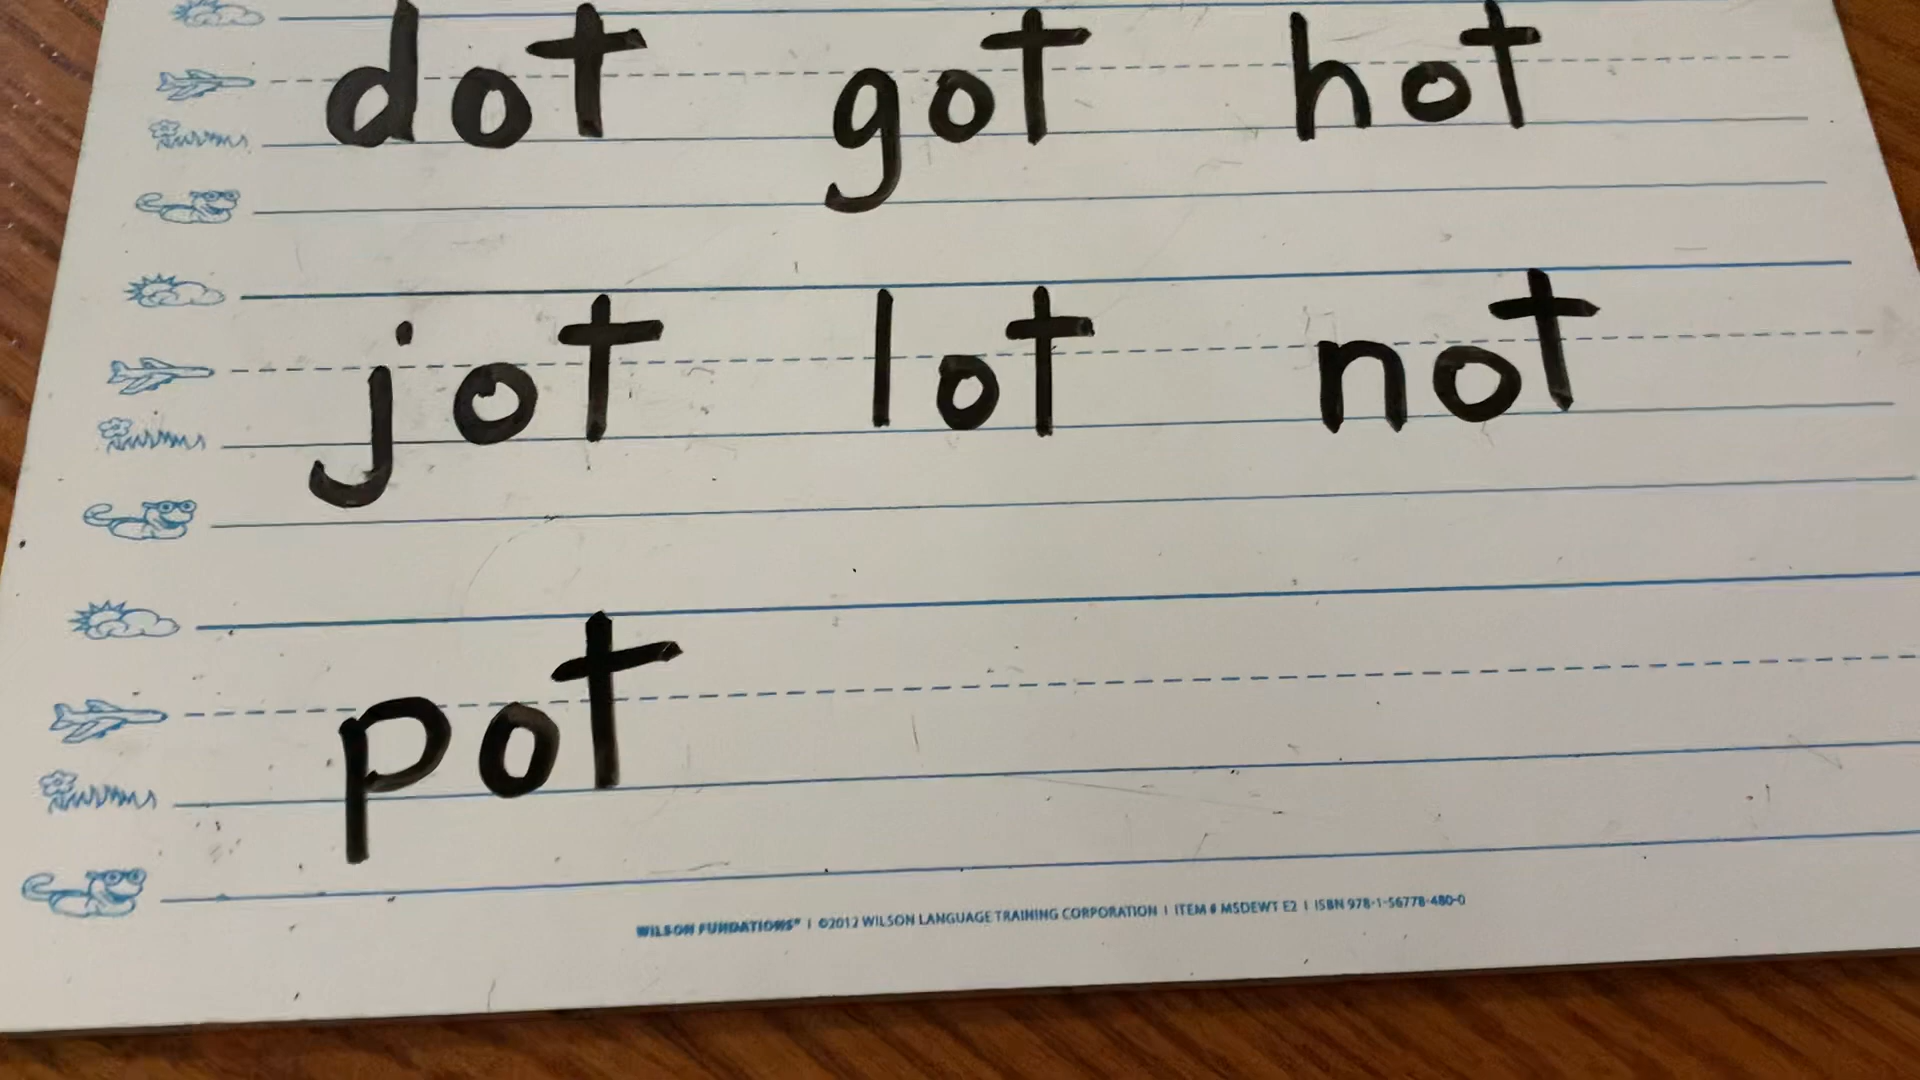 dot got hot
jot lot not
pot
WILSON FUNDATIONS® | ©2012 WILSON LANGUAGE TRAINING CORPORATION | ITEM # MSDEWT E2 | ISBN 978-1-56778-480-0